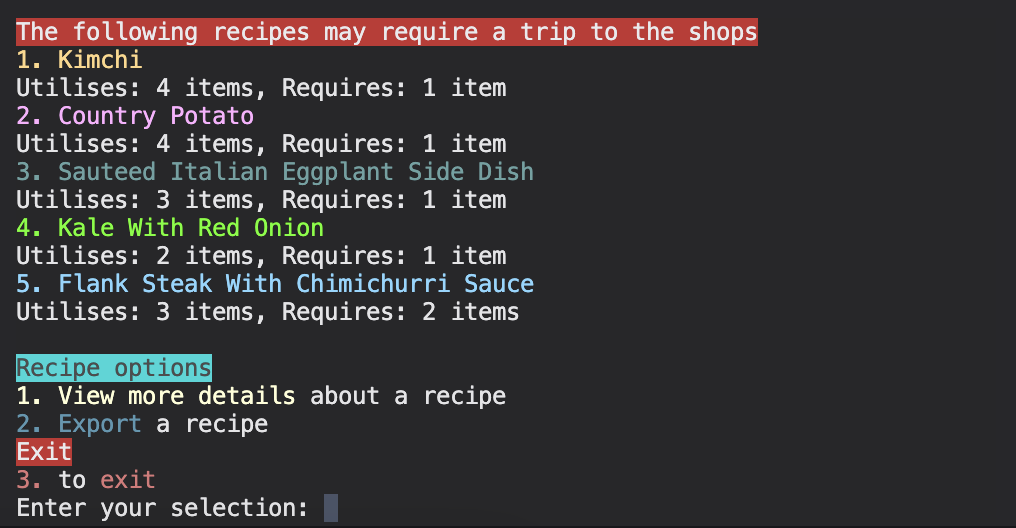 The following recipes may require a trip to the shops
1. Kimchi
Utilises: 4 items, Requires: 1 item
2. Country Potato
Utilises: 4 items, Requires: 1 item
3. Sauteed Italian Eggplant Side Dish
Utilises: 3 items, Requires: 1 item
4. Kale With Red Onion
Utilises: 2 items, Requires: 1 item
5. Flank Steak With Chimichurri Sauce
Utilises: 3 items, Requires: 2 items
Recipe options
1. View more details about a recipe
2. Export a recipe
Exit
3. to exit
Enter your selection: